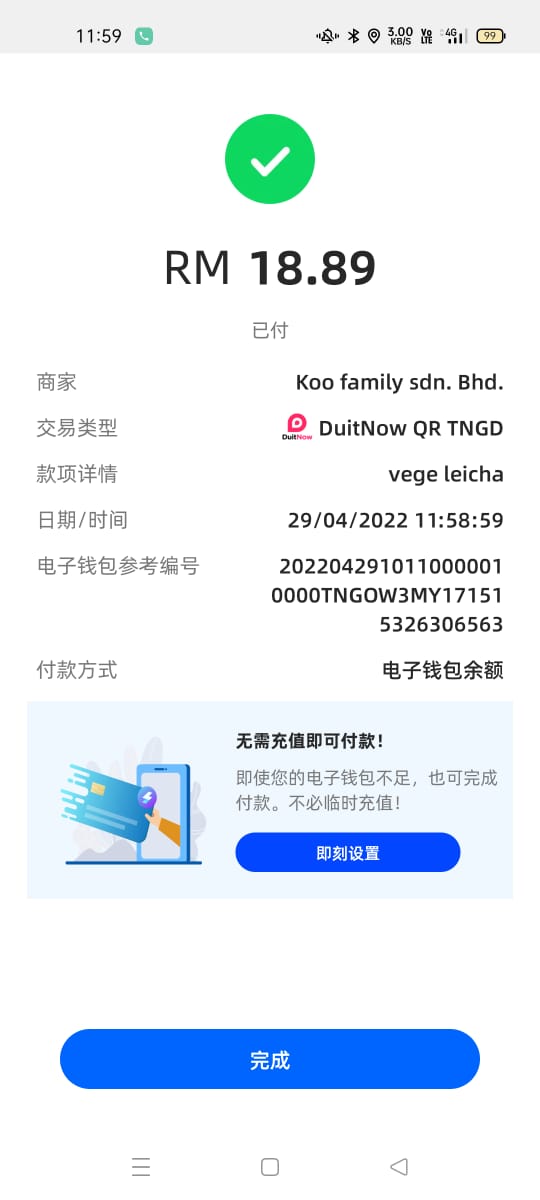 11:59
3.00 KB/S
VO LTE
4G
99
RM 18.89
已付
商家 Koo family sdn. Bhd.
交易类型 DuitNow DuitNow QR TNGD
款项详情 vege leicha
日期/时间 29/04/2022 11:58:59
电子钱包参考编号 202204291011000001
0000TNGOW3MY17151
5326306563
付款方式 电子钱包余额
无需充值即可付款!
即使您的电子钱包不足，也可完成
付款。不必临时充值!
即刻设置
完成